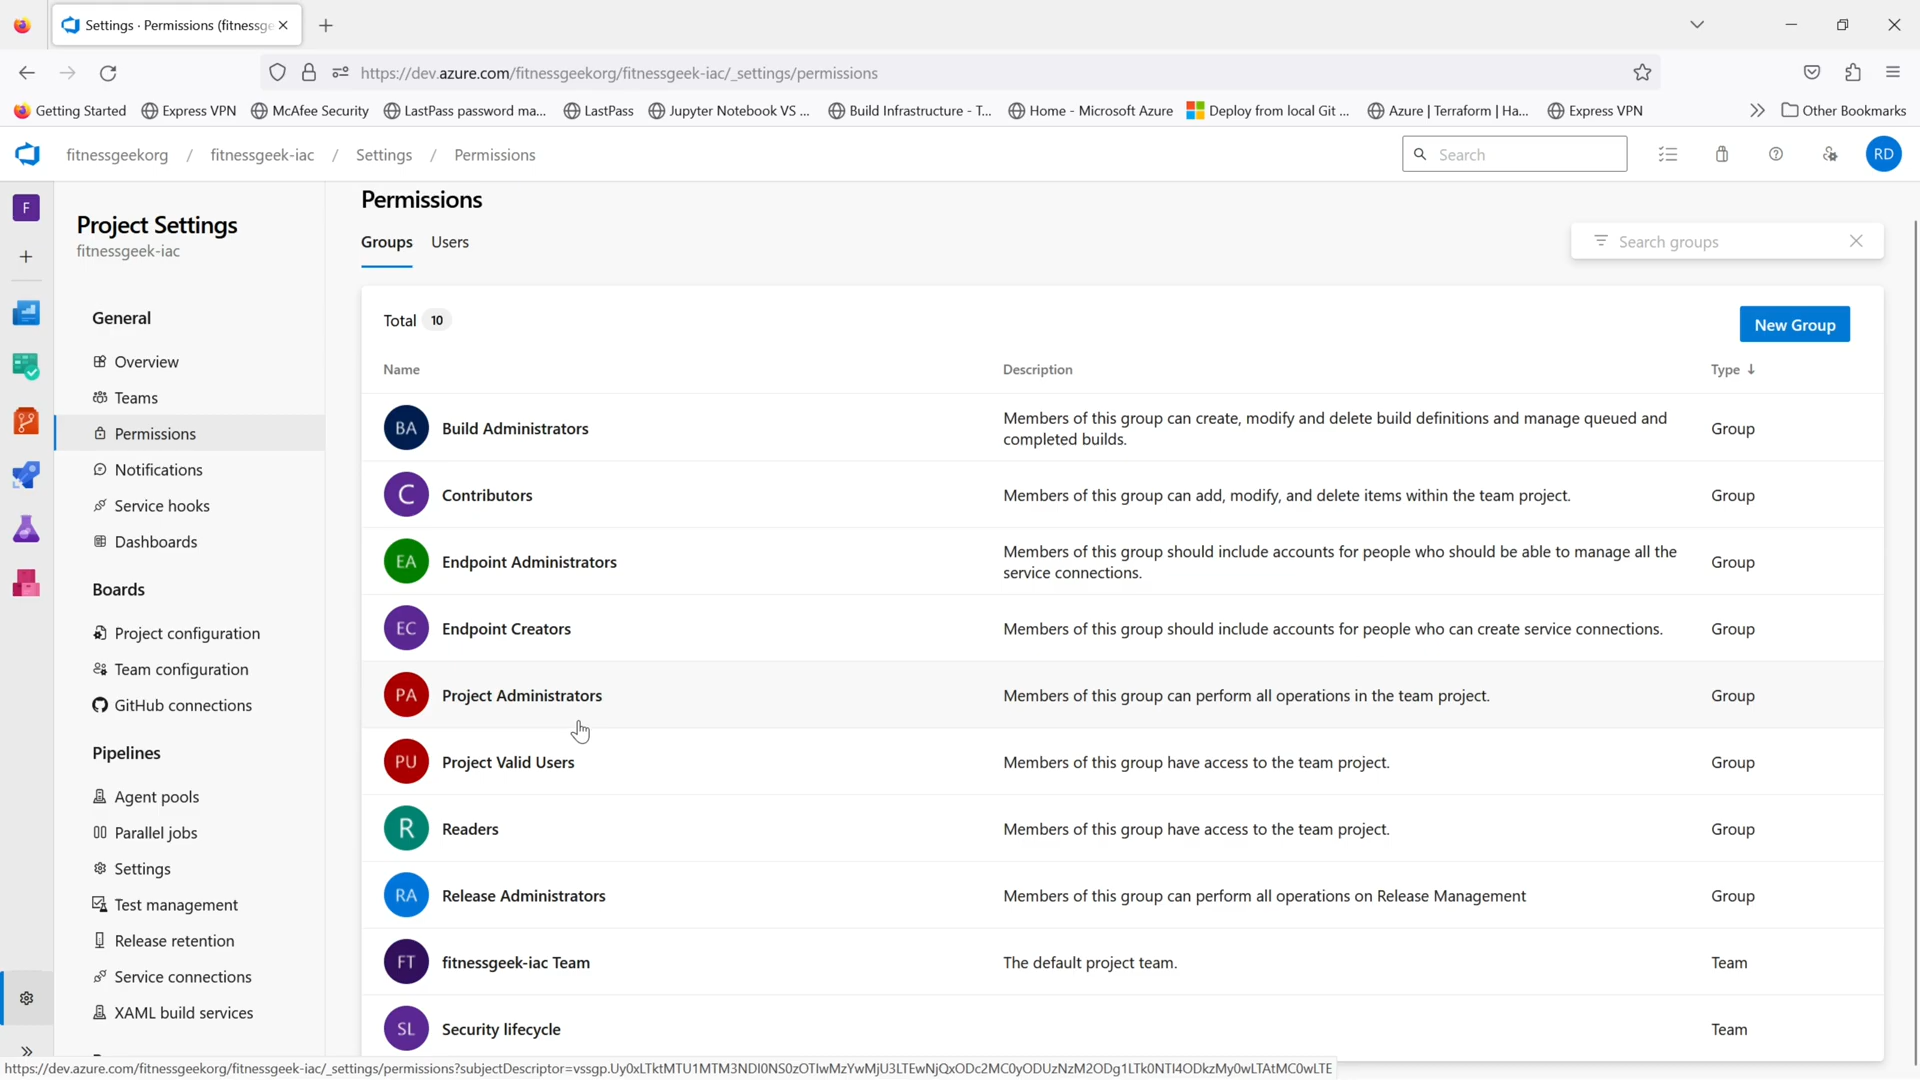 Settings · Permissions (fitnessge
https://dev.azure.com/fitnessgeekorg/fitnessgeek-iac/_settings/permissions
Getting Started
Express VPN
McAfee Security
LastPass password ma...
LastPass
Jupyter Notebook VS ...
Build Infrastructure - T...
Home - Microsoft Azure
Deploy from local Git ...
Azure | Terraform | Ha...
Express VPN
Other Bookmarks
fitnessgeekorg / fitnessgeek-iac / Settings / Permissions
Search
RD
F
Project Settings
fitnessgeek-iac
General
Overview
Teams
Permissions
Notifications
Service hooks
Dashboards
Boards
Project configuration
Team configuration
GitHub connections
Pipelines
Agent pools
Parallel jobs
Settings
Test management
Release retention
Service connections
XAML build services
Permissions
Groups Users
Search groups
Total 10
New Group
Name Description Type ↓
BA Build Administrators Members of this group can create, modify and delete build definitions and manage queued and
completed builds. Group
C Contributors Members of this group can add, modify, and delete items within the team project. Group
EA Endpoint Administrators Members of this group should include accounts for people who should be able to manage all the
service connections. Group
EC Endpoint Creators Members of this group should include accounts for people who can create service connections. Group
PA Project Administrators Members of this group can perform all operations in the team project. Group
PU Project Valid Users Members of this group have access to the team project. Group
R Readers Members of this group have access to the team project. Group
RA Release Administrators Members of this group can perform all operations on Release Management Group
FT fitnessgeek-iac Team The default project team. Team
SL Security lifecycle Team